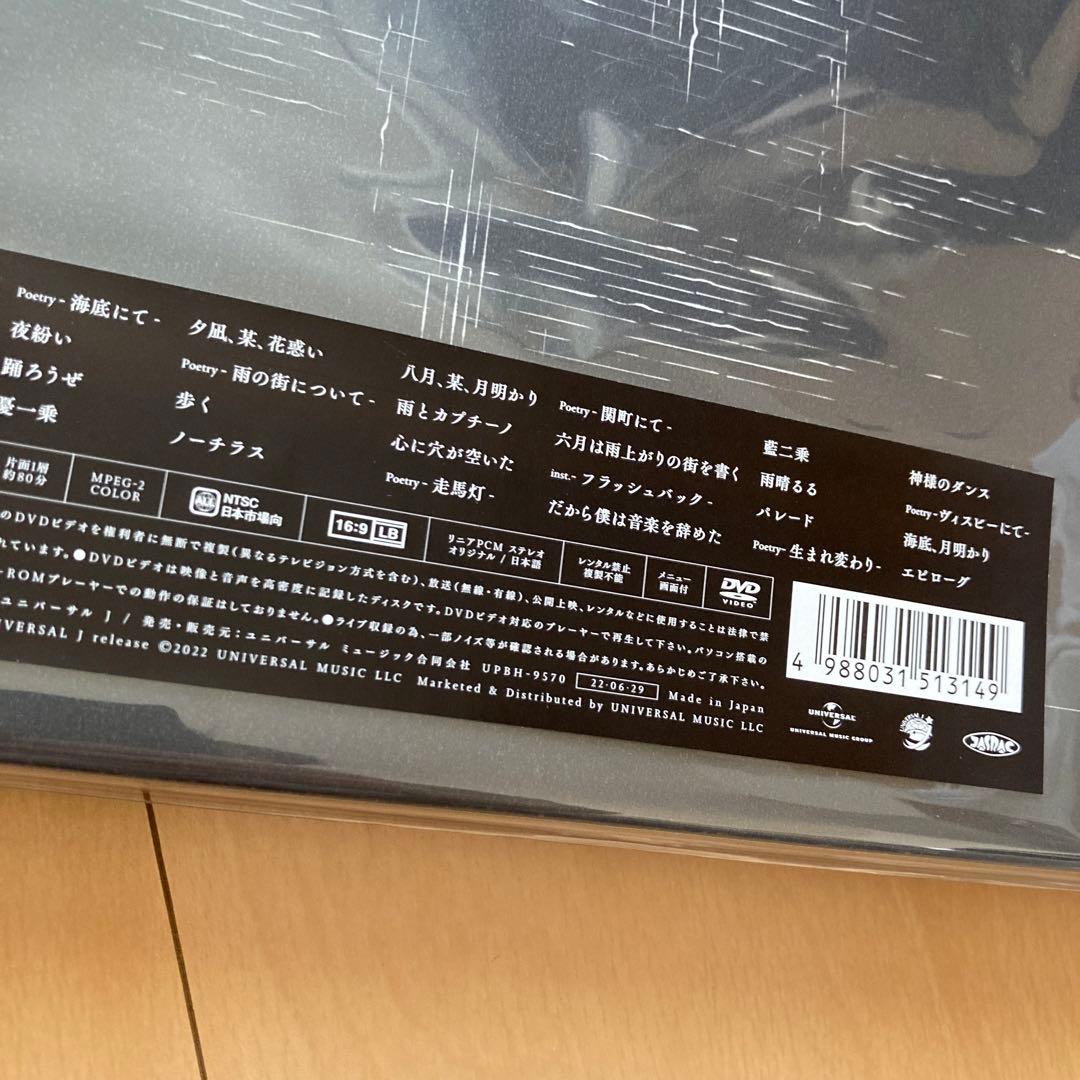 Poetry - 海底にて -
夜紛い
踊ろうぜ
憂一乗
夕凪、某、花惑い
Poetry - 雨の街について -
歩く
ノーチラス
八月、某、月明かり
雨とカプチーノ
心に穴が空いた
Poetry - 走馬灯 -
Poetry - 関町にて -
六月は雨上がりの街を書く
inst.- フラッシュバック -
だから僕は音楽を辞めた
藍二乗
雨晴るる
パレード
Poetry- 生まれ変わり-
神様のダンス
Poetry-ヴィスビーにて-
海底、月明かり
エピローグ
片面1層
約80分
MPEG-2
COLOR
ALL
NTSC
日本市場向
16:9 LB
リニアPCM ステレオ
オリジナル / 日本語
レンタル禁止
複製不能
メニュー
画面付
DVD
VIDEO
のDVDビデオを権利者に無断で複製(異なるテレビジョン方式を含む)、放送(無線・有線)、公開上映、レンタルなどに使用することは法律で禁
れています。●DVDビデオは映像と音声を高密度に記録したディスクです。DVDビデオ対応のプレーヤーで再生して下さい。パソコン搭載の
-ROMプレーヤーでの動作の保証はしておりません。●ライブ収録の為、一部ノイズ等が確認される場合があります。あらかじめご了承下さい。
ユニバーサル J / 発売・販売元:ユニバーサル ミュージック合同会社 UPBH-9570 22・06・29 Made in Japan
IVERSAL J release ©2022 UNIVERSAL MUSIC LLC Marketed & Distributed by UNIVERSAL MUSIC LLC
4 988031 513149
UNIVERSAL
UNIVERSAL MUSIC GROUP
JASRAC